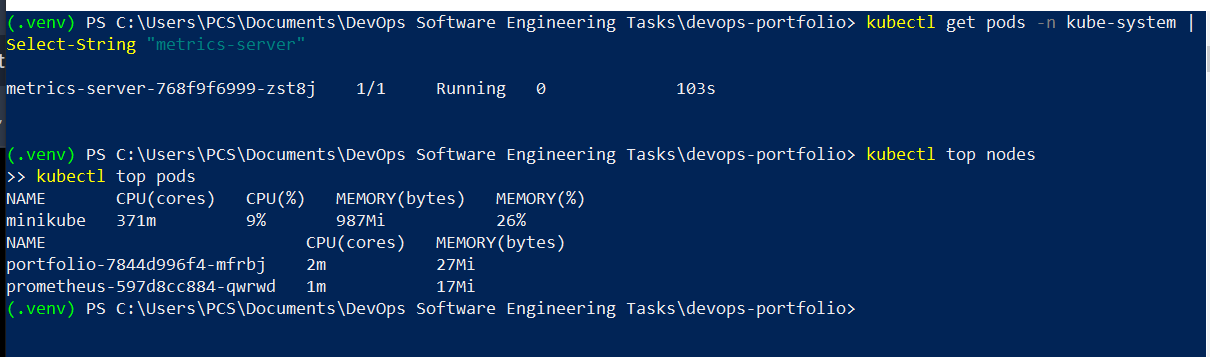 (.venv) PS C:\Users\PCS\Documents\DevOps Software Engineering Tasks\devops-portfolio> kubectl get pods -n kube-system |
Select-String "metrics-server"
metrics-server-768f9f6999-zst8j    1/1     Running   0             103s
(.venv) PS C:\Users\PCS\Documents\DevOps Software Engineering Tasks\devops-portfolio> kubectl top nodes
>> kubectl top pods
NAME       CPU(cores)   CPU(%)   MEMORY(bytes)   MEMORY(%)
minikube   371m         9%       987Mi           26%
NAME                          CPU(cores)   MEMORY(bytes)
portfolio-7844d996f4-mfrbj    2m           27Mi
prometheus-597d8cc884-qwrwd   1m           17Mi
(.venv) PS C:\Users\PCS\Documents\DevOps Software Engineering Tasks\devops-portfolio>